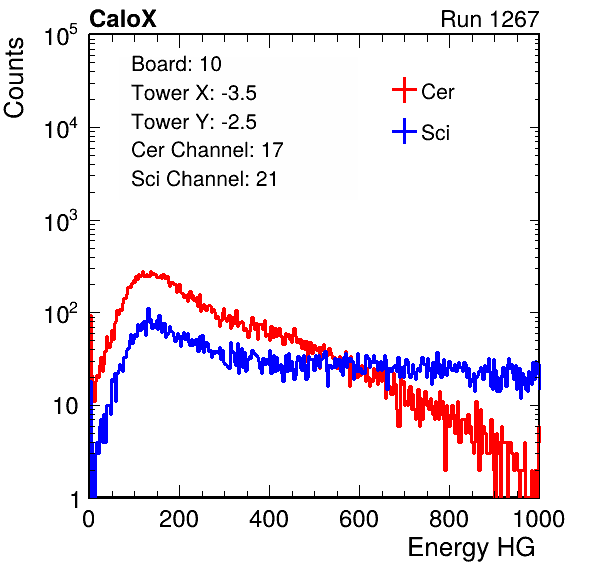 CaloX Run 1267
Counts
10^5
10^4
10^3
10^2
10
1
Board: 10
Tower X: -3.5
Tower Y: -2.5
Cer Channel: 17
Sci Channel: 21
Cer
Sci
0 200 400 600 800 1000
Energy HG